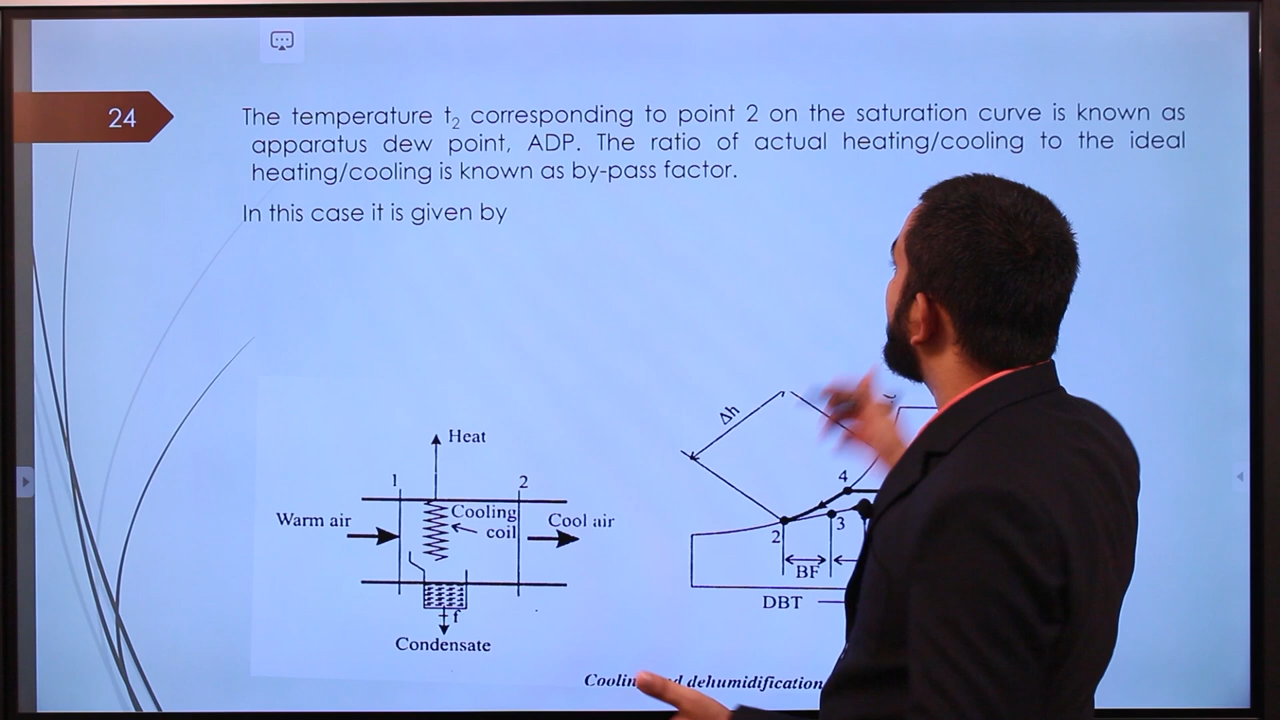 24
The temperature t₂ corresponding to point 2 on the saturation curve is known as
apparatus dew point, ADP. The ratio of actual heating/cooling to the ideal
heating/cooling is known as by-pass factor.
In this case it is given by
Heat
1
2
Warm air
Cooling
coil
Cool air
f
Condensate
Δh
4
2
3
BF
DBT
dehumidification